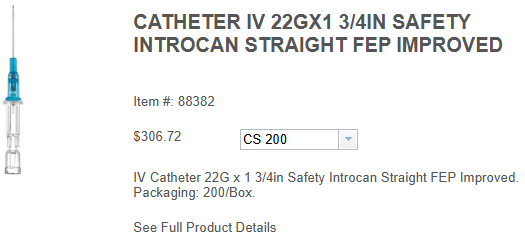 CATHETER IV 22GX1 3/4IN SAFETY
INTROCAN STRAIGHT FEP IMPROVED
Item #: 88382
$306.72 CS 200
IV Catheter 22G x 1 3/4in Safety Introcan Straight FEP Improved.
Packaging: 200/Box.
See Full Product Details